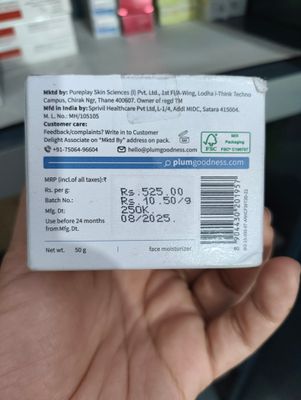 Mktd by: Pureplay Skin Sciences (I) Pvt. Ltd., 1st Fl/A-Wing, Lodha i-Think Techno
Campus, Chirak Ngr, Thane 400607. Owner of regd TM
Mfd in India by: Sprivil Healthcare Pvt Ltd, L-1/4, Addl MIDC, Satara 415004.
M. L. No.: MH/105105
Customer care:
Feedback/complaints? Write in to Customer
Delight Associate on "Mktd By" address on pack.
+91-75064-96604 hello@plumgoodness.com
FSC
MIX
Packaging
plumgoodness.com
MRP (incl.of all taxes):₹ Rs.525.00
Rs. per g: Rs.10.50/g
Batch No.: 250K.
Mfg. Dt: 08/2025.
Use before 24 months
from Mfg. Dt.
Net wt. 50 g face moisturizer
8904430201957